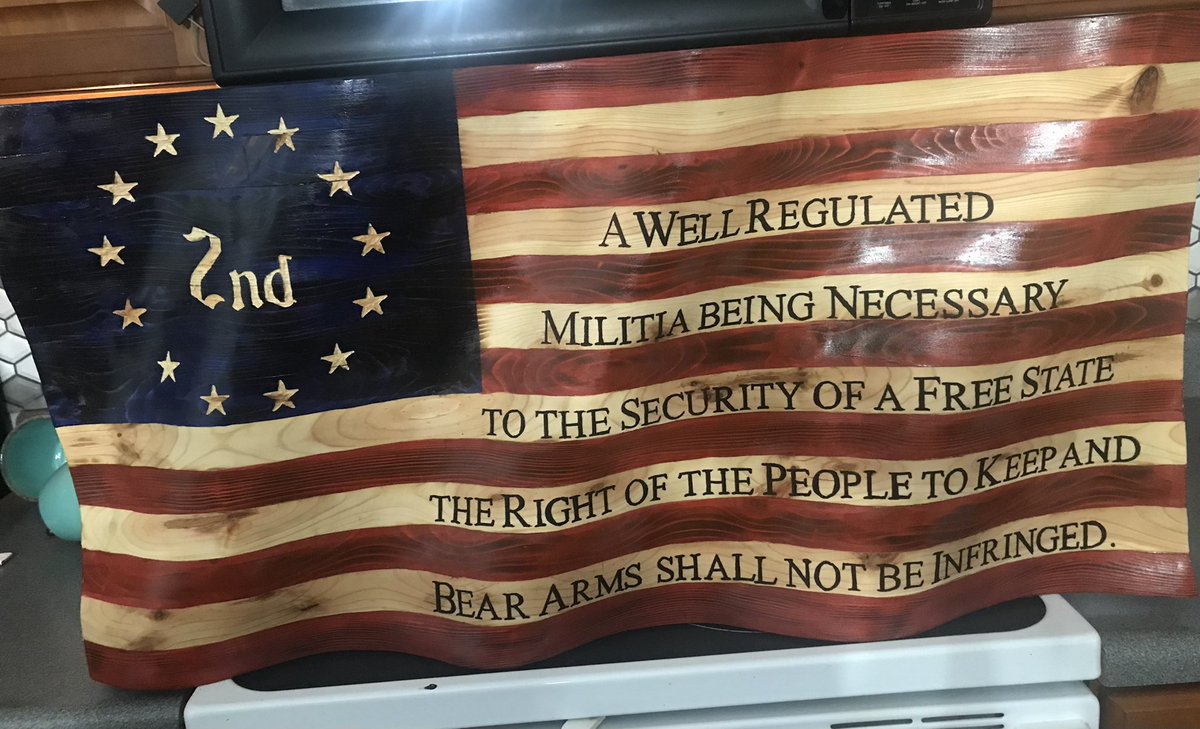 2nd
A WELL REGULATED
MILITIA BEING NECESSARY
TO THE SECURITY OF A FREE STATE
THE RIGHT OF THE PEOPLE TO KEEP AND
BEAR ARMS SHALL NOT BE INFRINGED.